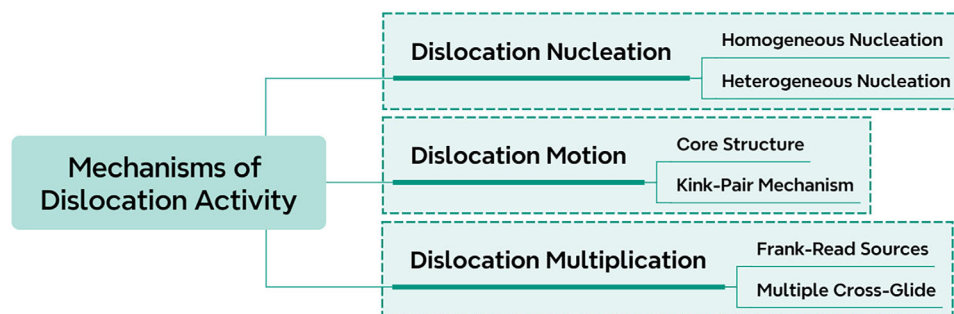 Mechanisms of
Dislocation Activity
Dislocation Nucleation
Homogeneous Nucleation
Heterogeneous Nucleation
Dislocation Motion
Core Structure
Kink-Pair Mechanism
Dislocation Multiplication
Frank-Read Sources
Multiple Cross-Glide